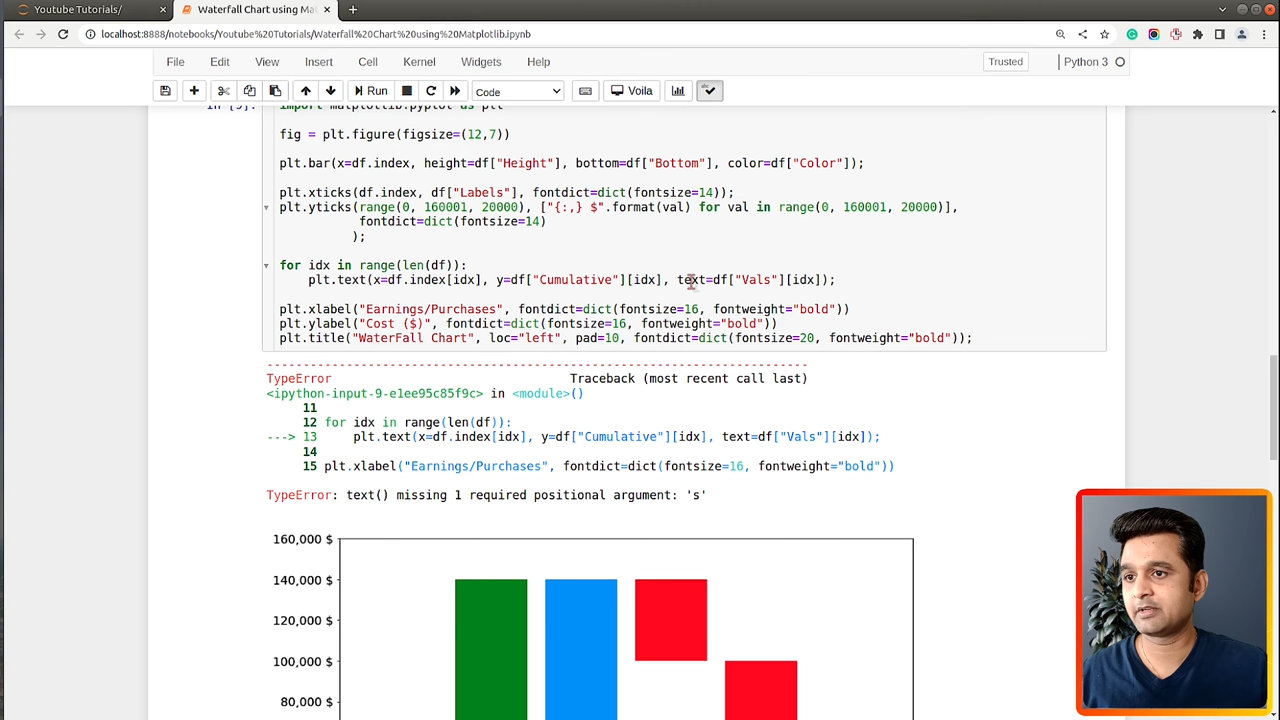 Youtube Tutorials/
Waterfall Chart using Mat
localhost:8888/notebooks/Youtube%20Tutorials/Waterfall%20Chart%20using%20Matplotlib.ipynb
File Edit View Insert Cell Kernel Widgets Help
Trusted
Python 3
Run
Code
Voila
In [9]: import matplotlib.pyplot as plt
fig = plt.figure(figsize=(12,7))
plt.bar(x=df.index, height=df["Height"], bottom=df["Bottom"], color=df["Color"]);
plt.xticks(df.index, df["Labels"], fontdict=dict(fontsize=14));
plt.yticks(range(0, 160001, 20000), ["{:,} $".format(val) for val in range(0, 160001, 20000)],
fontdict=dict(fontsize=14)
);
for idx in range(len(df)):
plt.text(x=df.index[idx], y=df["Cumulative"][idx], text=df["Vals"][idx]);
plt.xlabel("Earnings/Purchases", fontdict=dict(fontsize=16, fontweight="bold"))
plt.ylabel("Cost ($)", fontdict=dict(fontsize=16, fontweight="bold"))
plt.title("WaterFall Chart", loc="left", pad=10, fontdict=dict(fontsize=20, fontweight="bold"));
---------------------------------------------------------------------------
TypeError Traceback (most recent call last)
<ipython-input-9-e1ee95c85f9c> in <module>()
11
12 for idx in range(len(df)):
---> 13 plt.text(x=df.index[idx], y=df["Cumulative"][idx], text=df["Vals"][idx]);
14
15 plt.xlabel("Earnings/Purchases", fontdict=dict(fontsize=16, fontweight="bold"))
TypeError: text() missing 1 required positional argument: 's'
160,000 $
140,000 $
120,000 $
100,000 $
80,000 $